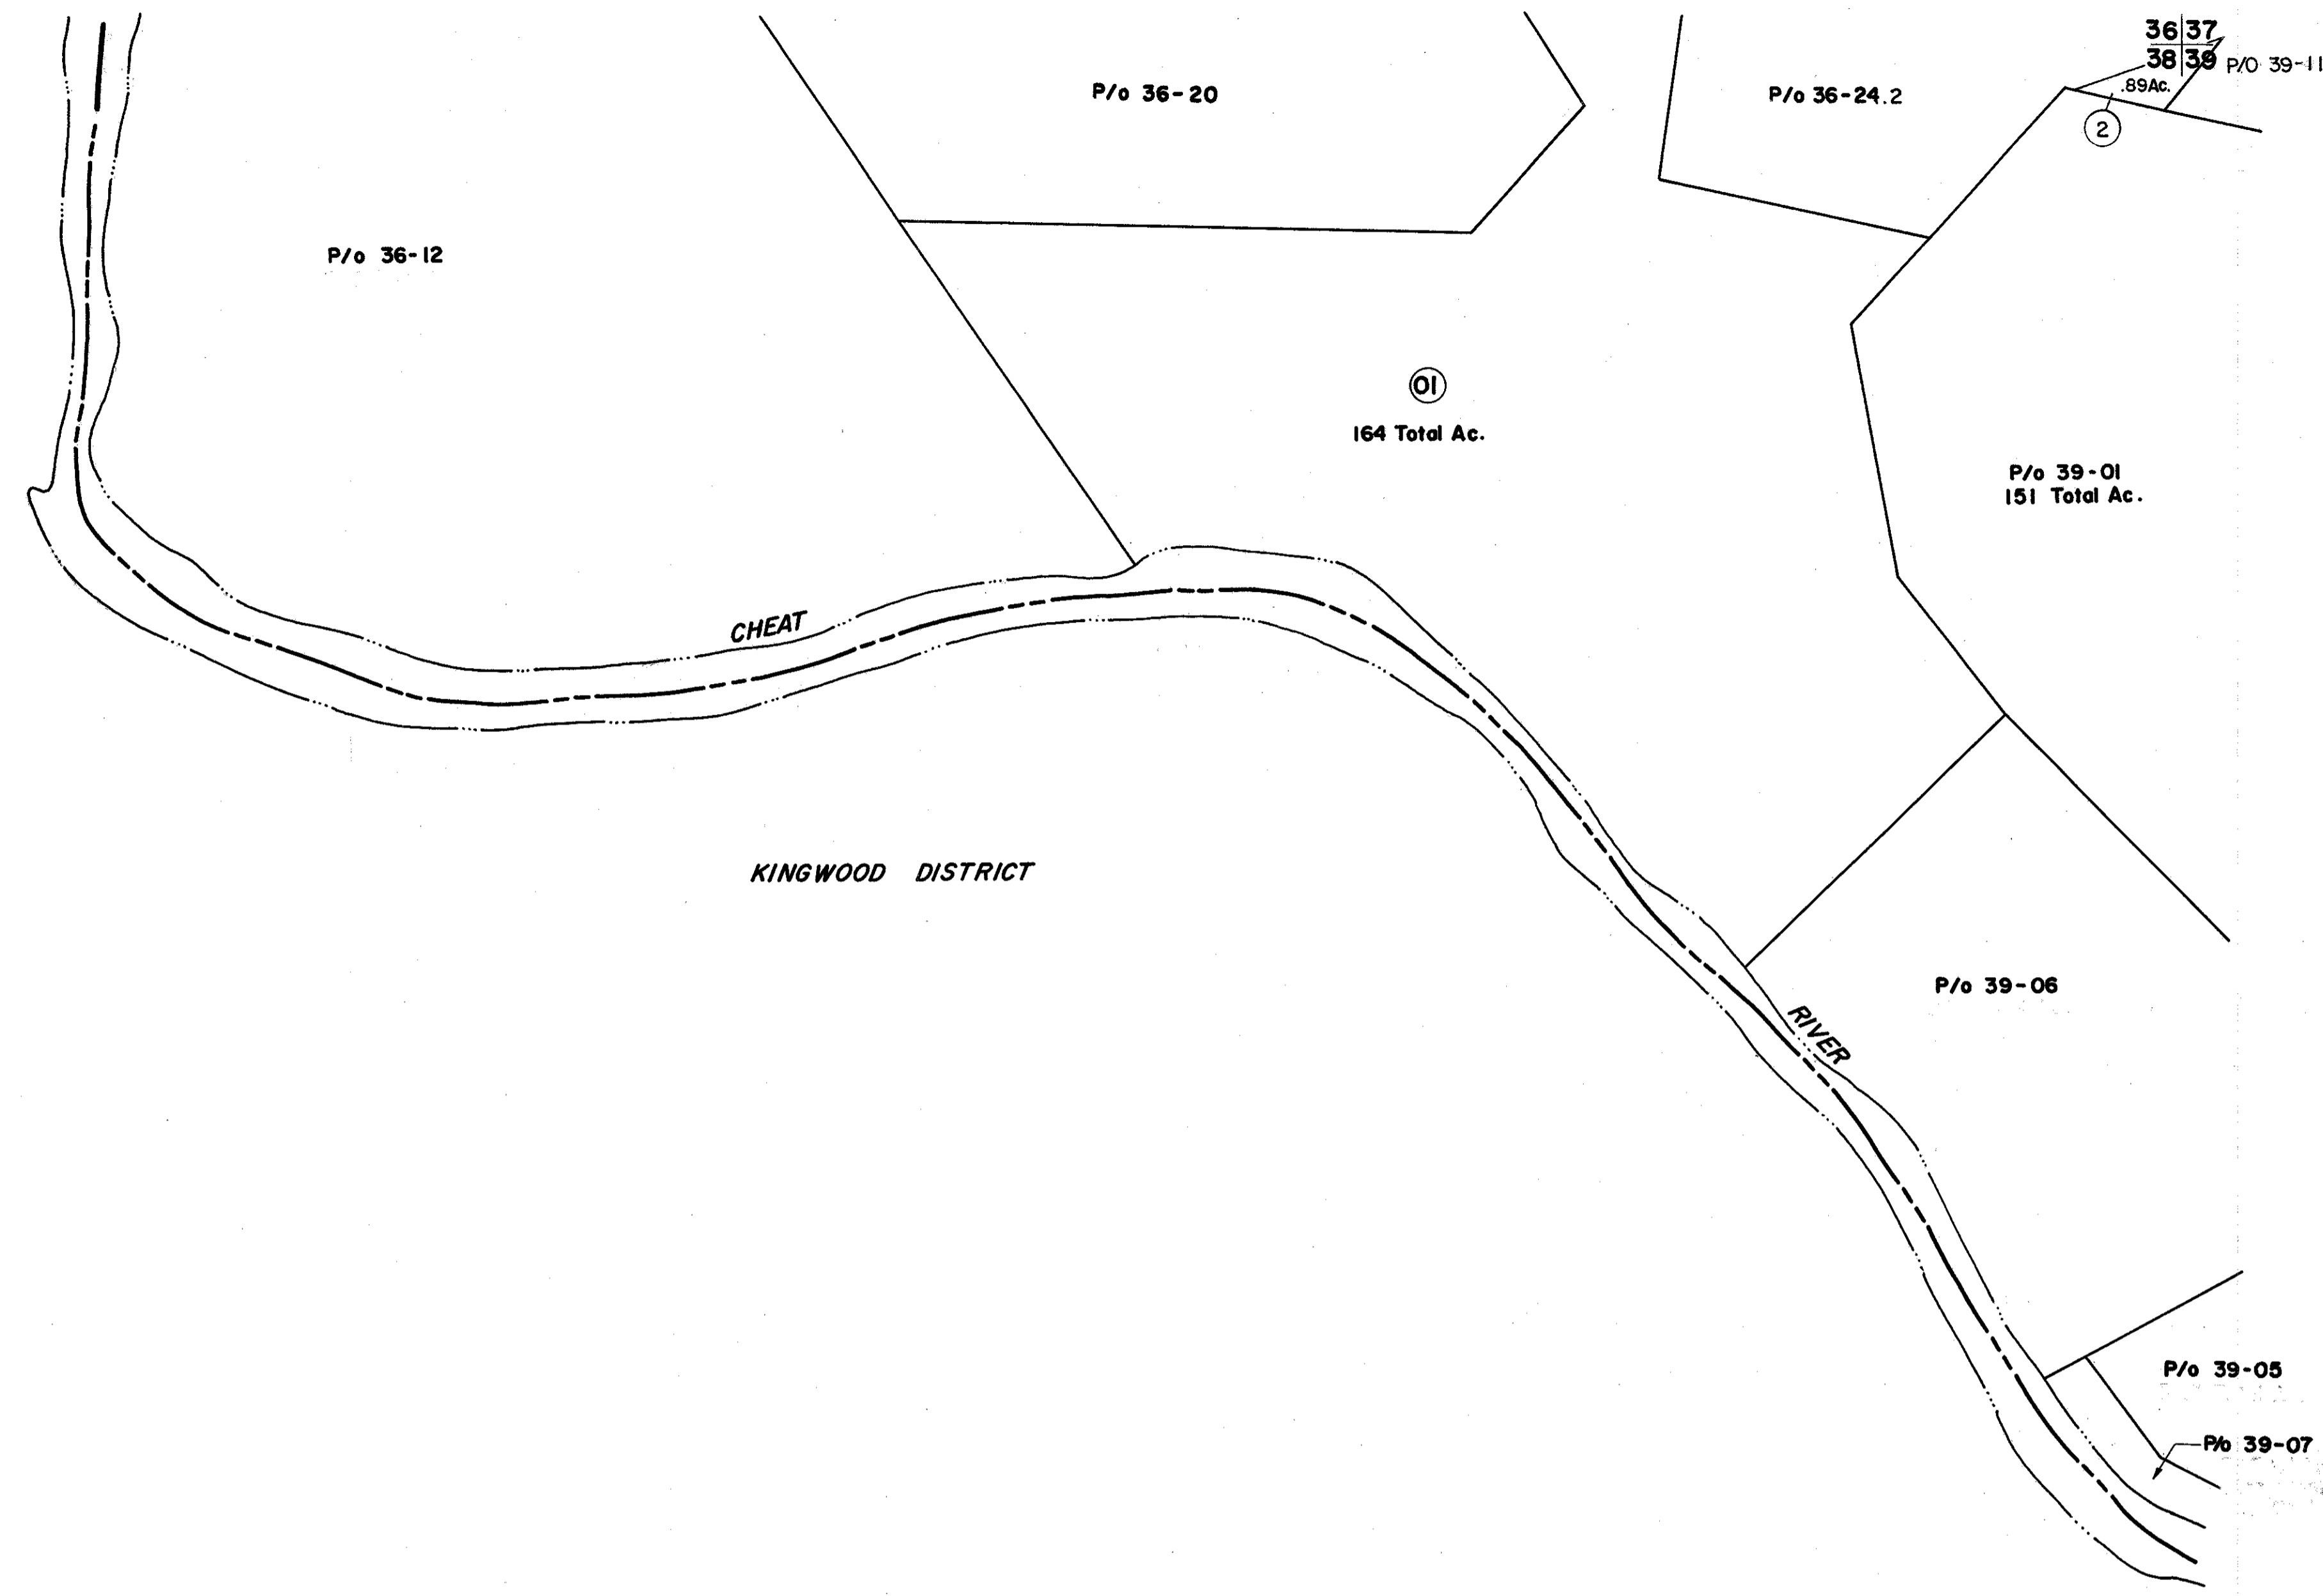 36 37
38 39 P/O 39-11
.89Ac.
2
P/o 36-20
P/o 36-24.2
P/o 36-12
01
164 Total Ac.
P/o 39-01
151 Total Ac.
CHEAT
KINGWOOD DISTRICT
P/o 39-06
RIVER
P/o 39-05
P/o 39-07